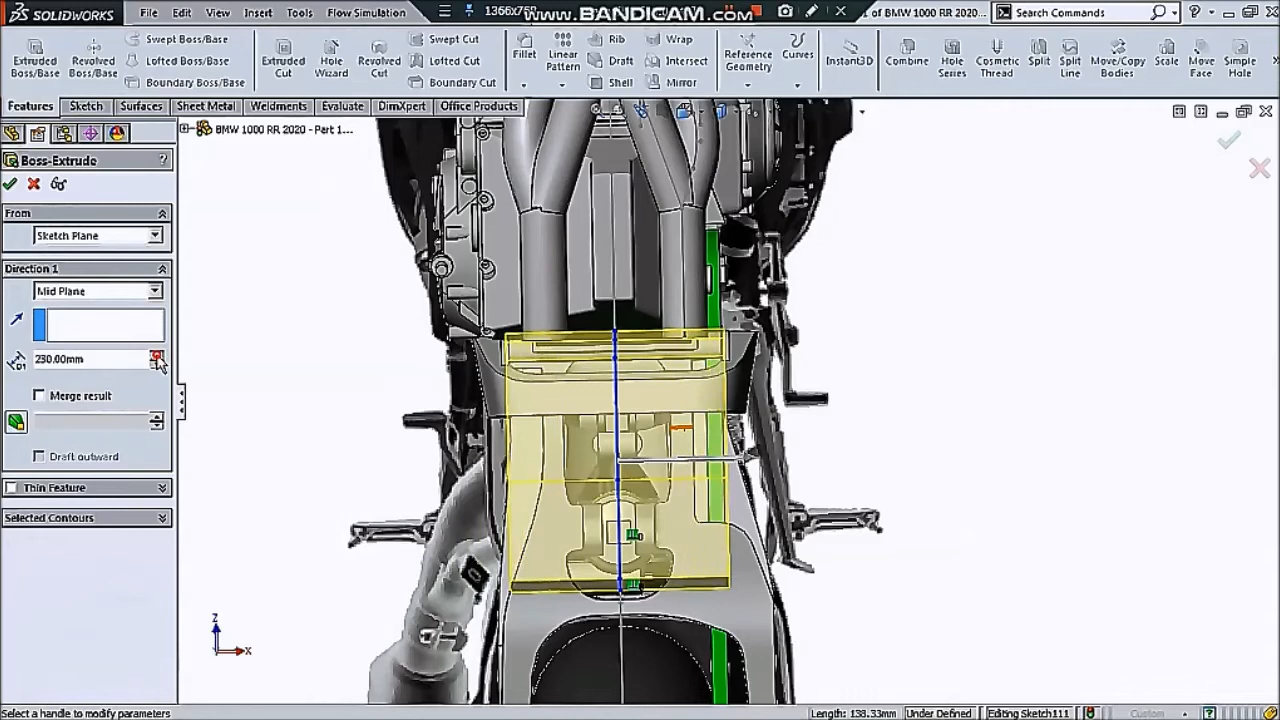 SOLIDWORKS File Edit View Insert Tools Flow Simulation 1366x768 www.BANDICAM.com 1 of BMW 1000 RR 2020... Search Commands
Extruded Boss/Base
Revolved Boss/Base
Swept Boss/Base
Lofted Boss/Base
Boundary Boss/Base
Extruded Cut
Hole Wizard
Revolved Cut
Swept Cut
Lofted Cut
Boundary Cut
Fillet
Linear Pattern
Rib
Draft
Shell
Wrap
Intersect
Mirror
Reference Geometry
Curves
Instant3D
Combine
Hole Series
Cosmetic Thread
Split
Split Line
Move/Copy Bodies
Scale
Move Face
Simple Hole
Features Sketch Surfaces Sheet Metal Weldments Evaluate DimXpert Office Products
BMW 1000 RR 2020 - Part 1...
Boss-Extrude ?
From
Sketch Plane
Direction 1
Mid Plane
D1
230.00mm
Merge result
Draft outward
Thin Feature
Selected Contours
Z
X
Select a handle to modify parameters Length: 138.33mm Under Defined Editing Sketch111 Custom